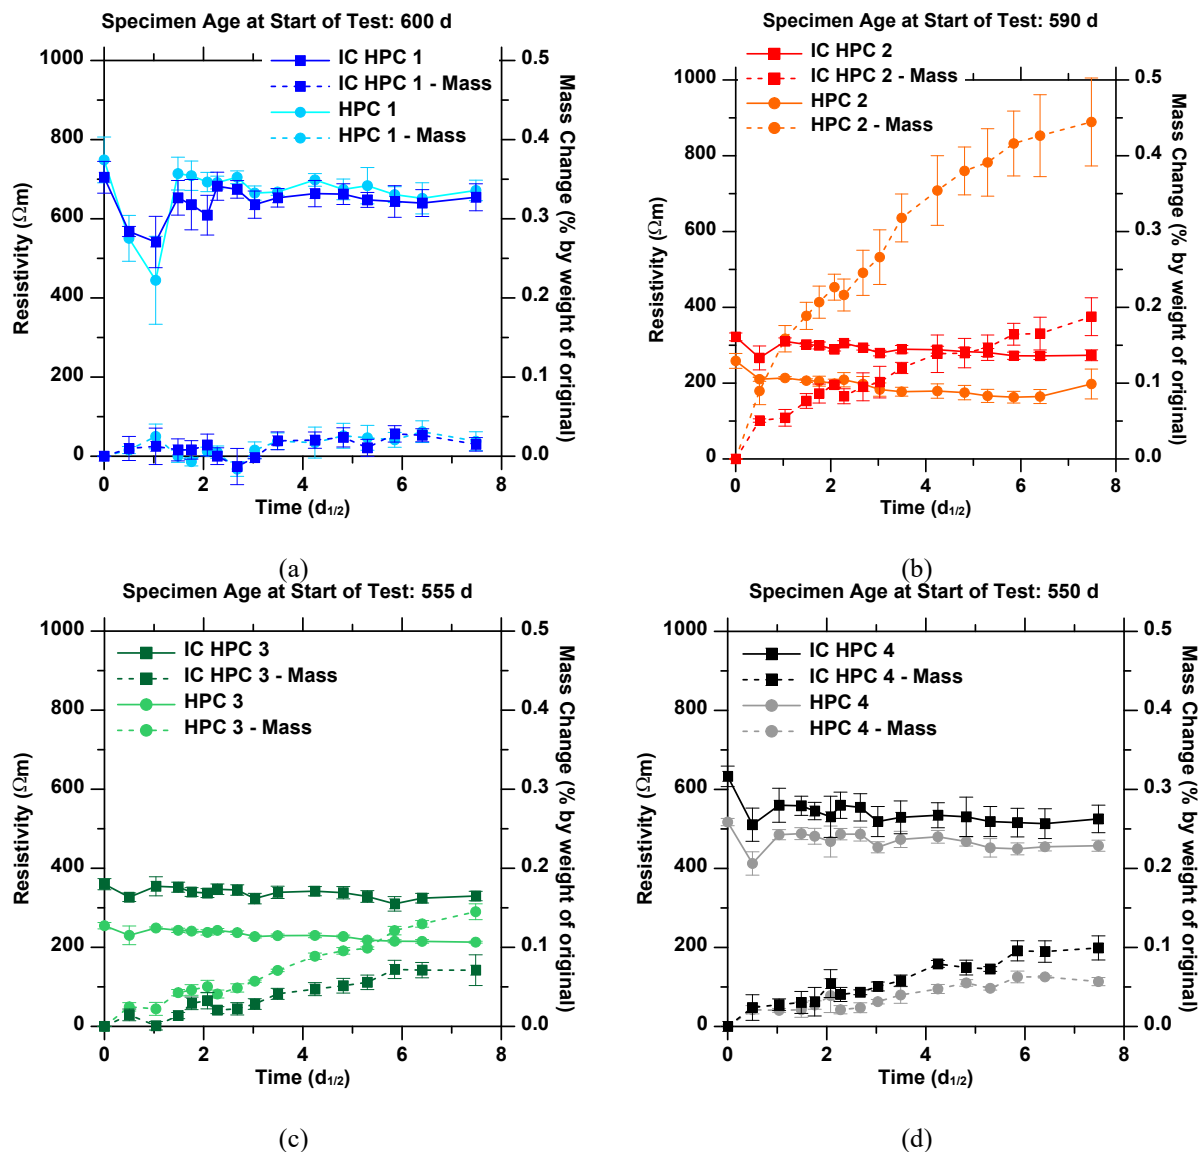 Specimen Age at Start of Test: 600 d
IC HPC 1
IC HPC 1 - Mass
HPC 1
HPC 1 - Mass
1000
800
600
400
200
0
Resistivity (Ωm)
0.5
0.4
0.3
0.2
0.1
0.0
Mass Change (% by weight of original)
0 2 4 6 8
Time (d1/2)
(a)
Specimen Age at Start of Test: 590 d
IC HPC 2
IC HPC 2 - Mass
HPC 2
HPC 2 - Mass
1000
800
600
400
200
0
Resistivity (Ωm)
0.5
0.4
0.3
0.2
0.1
0.0
Mass Change (% by weight of original)
0 2 4 6 8
Time (d1/2)
(b)
Specimen Age at Start of Test: 555 d
IC HPC 3
IC HPC 3 - Mass
HPC 3
HPC 3 - Mass
1000
800
600
400
200
0
Resistivity (Ωm)
0.5
0.4
0.3
0.2
0.1
0.0
Mass Change (% by weight of original)
0 2 4 6 8
Time (d1/2)
(c)
Specimen Age at Start of Test: 550 d
IC HPC 4
IC HPC 4 - Mass
HPC 4
HPC 4 - Mass
1000
800
600
400
200
0
Resistivity (Ωm)
0.5
0.4
0.3
0.2
0.1
0.0
Mass Change (% by weight of original)
0 2 4 6 8
Time (d1/2)
(d)